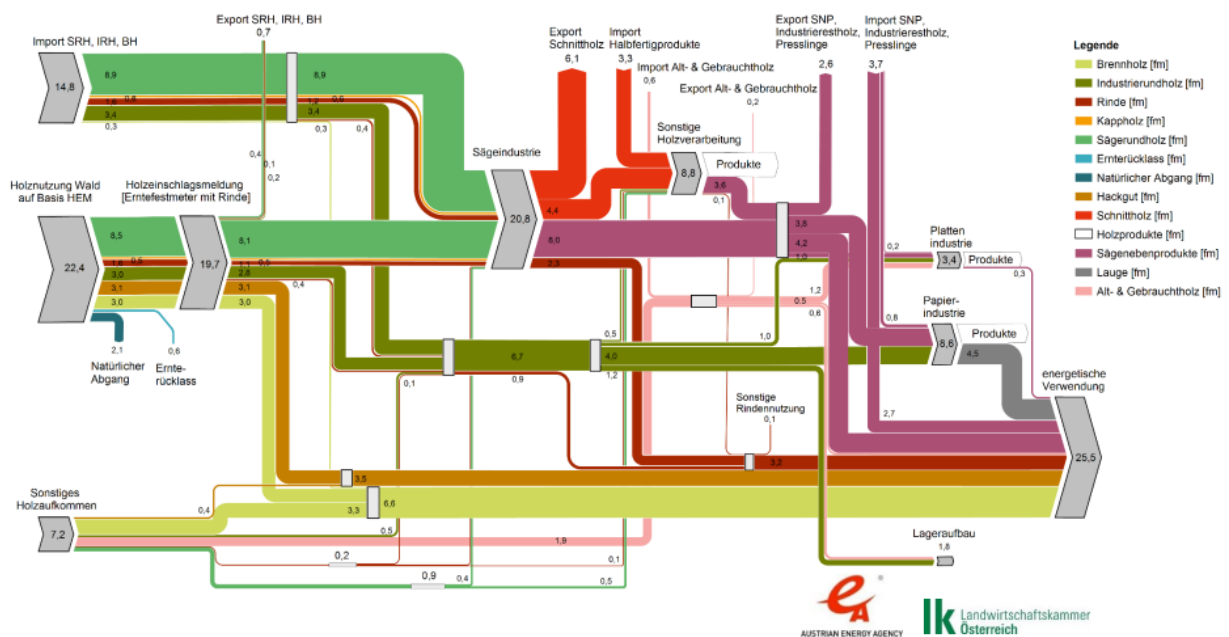 Export SRH, IRH, BH
0,7
Import SRH, IRH, BH
14,8
8,9
1,6
0,6
3,4
0,3
8,9
1,2
0,6
3,4
0,3
0,4
0,4
0,1
0,2
Export
Schnittholz
6,1
Import
Halbfertigprodukte
3,3
Import Alt- & Gebrauchtholz
0,6
Export Alt- & Gebrauchtholz
0,2
Export SNP,
Industrierestholz,
Presslinge
2,6
Import SNP,
Industrierestholz,
Presslinge
3,7
Legende
Brennholz [fm]
Industrierundholz [fm]
Rinde [fm]
Kappholz [fm]
Sägerundholz [fm]
Ernterücklass [fm]
Natürlicher Abgang [fm]
Hackgut [fm]
Schnittholz [fm]
Holzprodukte [fm]
Sägenebenprodukte [fm]
Lauge [fm]
Alt- & Gebrauchtholz [fm]
Holznutzung Wald
auf Basis HEM
22,4
8,5
1,6
0,5
3,0
3,1
3,0
2,1
Natürlicher
Abgang
0,6
Ernte-
rücklass
Holzeinschlagsmeldung
[Erntefestmeter mit Rinde]
19,7
8,1
1,1
0,5
2,8
0,4
3,1
3,0
Sägeindustrie
20,8
4,4
8,0
2,3
Sonstige
Holzverarbeitung
8,8
Produkte
3,6
0,1
3,8
4,2
1,0
1,2
0,5
0,6
0,2
Platten
industrie
3,4
Produkte
0,3
0,8
Papier-
industrie
8,6
Produkte
4,5
2,7
energetische
Verwendung
25,5
6,7
0,5
4,0
1,2
1,0
0,1
0,9
Sonstige
Rindennutzung
0,1
3,2
3,5
3,3
6,6
Sonstiges
Holzaufkommen
7,2
0,4
0,5
1,9
0,2
0,1
0,9
0,4
0,5
Lageraufbau
1,8
®
eA
AUSTRIAN ENERGY AGENCY
lk
Landwirtschaftskammer
Österreich